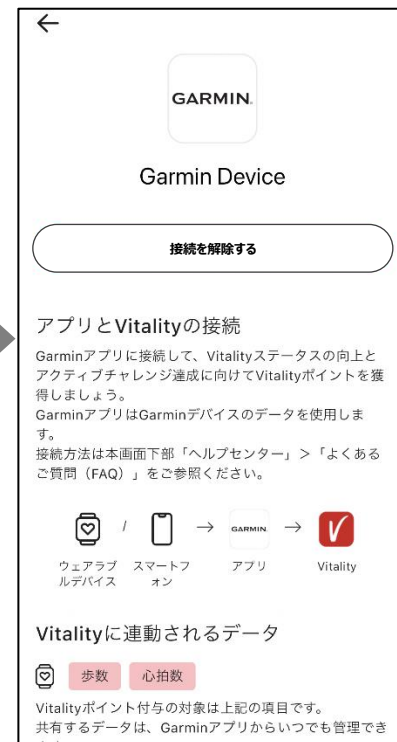 GARMIN.
Garmin Device
接続を解除する
アプリとVitalityの接続
Garminアプリに接続して、Vitalityステータスの向上と
アクティブチャレンジ達成に向けてVitalityポイントを獲
得しましょう。
GarminアプリはGarminデバイスのデータを使用しま
す。
接続方法は本画面下部「ヘルプセンター」>「よくある
ご質問（FAQ）」をご参照ください。
/ → GARMIN. →
ウェアラブ スマートフ アプリ Vitality
ルデバイス ォン
Vitalityに連動されるデータ
歩数 心拍数
Vitalityポイント付与の対象は上記の項目です。
共有するデータは、Garminアプリからいつでも管理でき